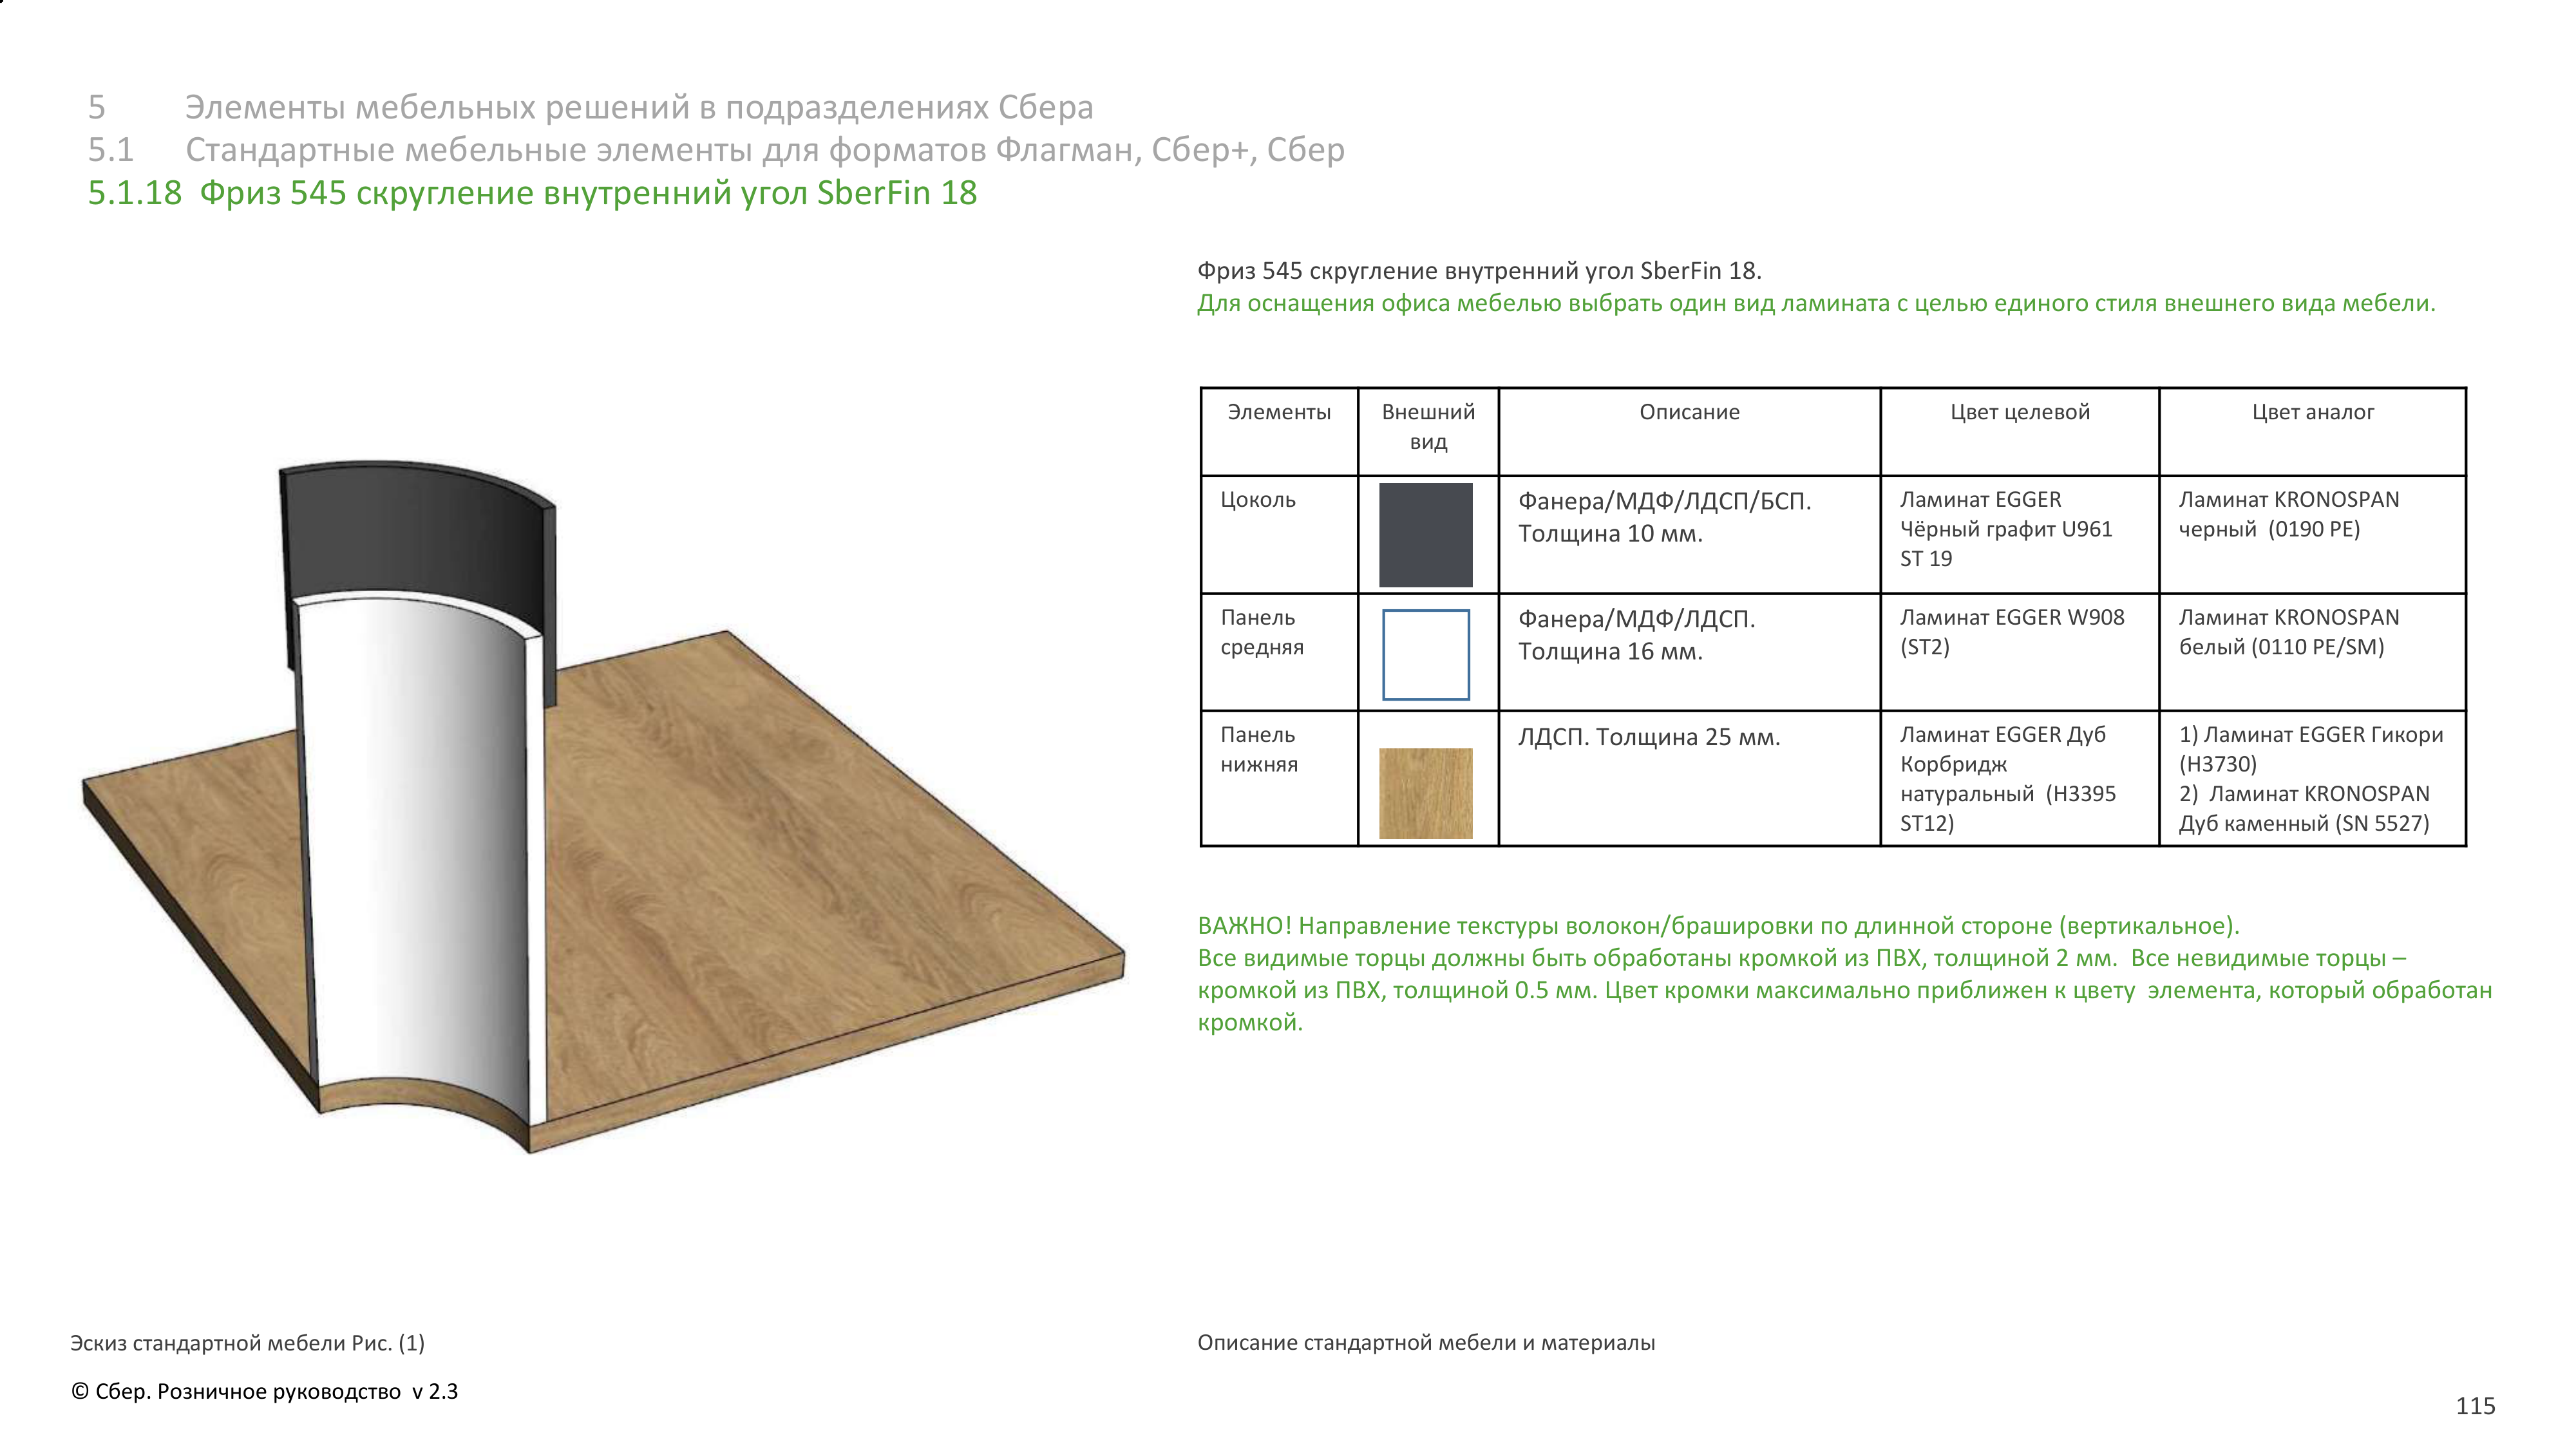 5 Элементы мебельных решений в подразделениях Сбера
5.1 Стандартные мебельные элементы для форматов Флагман, Сбер+, Сбер
5.1.18 Фриз 545 скругление внутренний угол SberFin 18
Фриз 545 скругление внутренний угол SberFin 18.
Для оснащения офиса мебелью выбрать один вид ламината с целью единого стиля внешнего вида мебели.
Элементы
Внешний
вид
Описание
Цвет целевой
Цвет аналог
Цоколь
Фанера/МДФ/ЛДСП/БСП.
Толщина 10 мм.
Ламинат EGGER
Чёрный графит U961
ST 19
Ламинат KRONOSPAN
черный (0190 PE)
Панель
средняя
Фанера/МДФ/ЛДСП.
Толщина 16 мм.
Ламинат EGGER W908
(ST2)
Ламинат KRONOSPAN
белый (0110 PE/SM)
Панель
нижняя
ЛДСП. Толщина 25 мм.
Ламинат EGGER Дуб
Корбридж
натуральный (H3395
ST12)
1) Ламинат EGGER Гикори
(H3730)
2) Ламинат KRONOSPAN
Дуб каменный (SN 5527)
ВАЖНО! Направление текстуры волокон/брашировки по длинной стороне (вертикальное).
Все видимые торцы должны быть обработаны кромкой из ПВХ, толщиной 2 мм. Все невидимые торцы –
кромкой из ПВХ, толщиной 0.5 мм. Цвет кромки максимально приближен к цвету элемента, который обработан
кромкой.
Эскиз стандартной мебели Рис. (1)
Описание стандартной мебели и материалы
© Сбер. Розничное руководство v 2.3
115